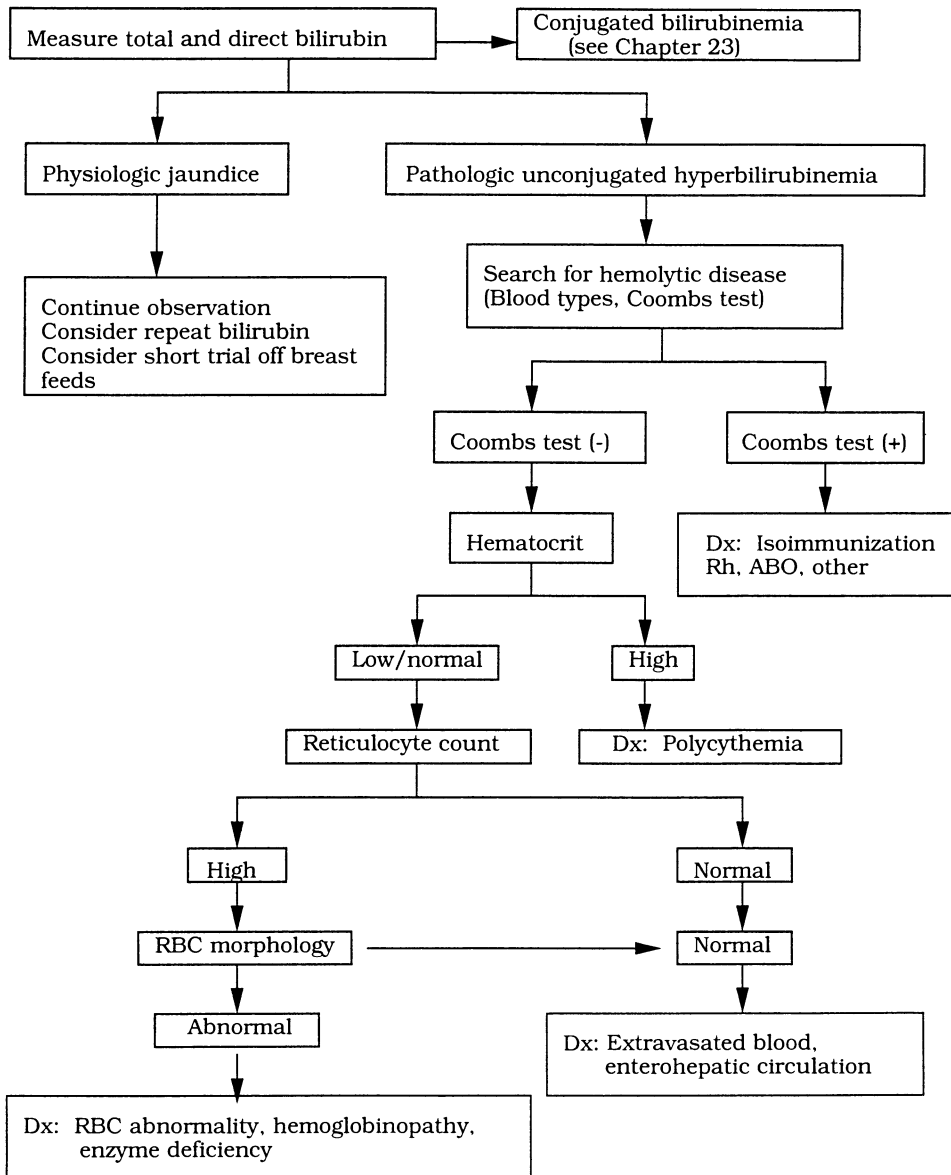 Measure total and direct bilirubin
Conjugated bilirubinemia
(see Chapter 23)
Physiologic jaundice
Pathologic unconjugated hyperbilirubinemia
Continue observation
Consider repeat bilirubin
Consider short trial off breast
feeds
Search for hemolytic disease
(Blood types, Coombs test)
Coombs test (-)
Coombs test (+)
Hematocrit
Dx: Isoimmunization
Rh, ABO, other
Low/normal
High
Reticulocyte count
Dx: Polycythemia
High
Normal
RBC morphology
Normal
Abnormal
Dx: Extravasated blood,
enterohepatic circulation
Dx: RBC abnormality, hemoglobinopathy,
enzyme deficiency